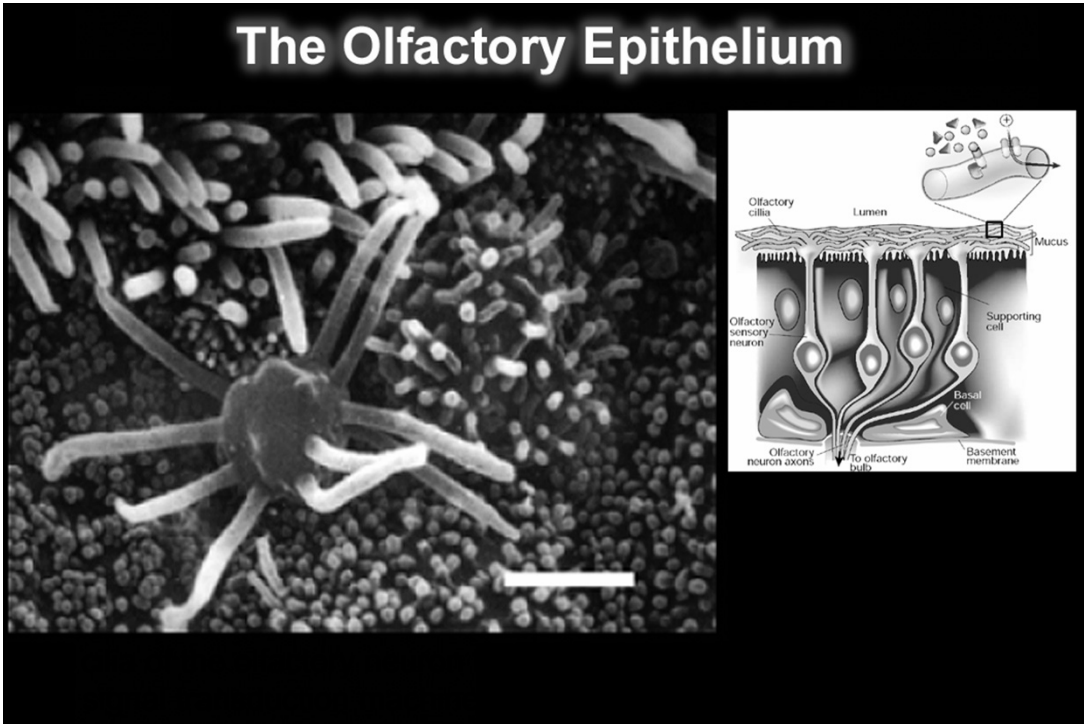 The Olfactory Epithelium
+
Olfactory
cillia
Lumen
Mucus
Olfactory
sensory
neuron
Supporting
cell
Basal
cell
Olfactory
neuron axons
To olfactory
bulb
Basement
membrane